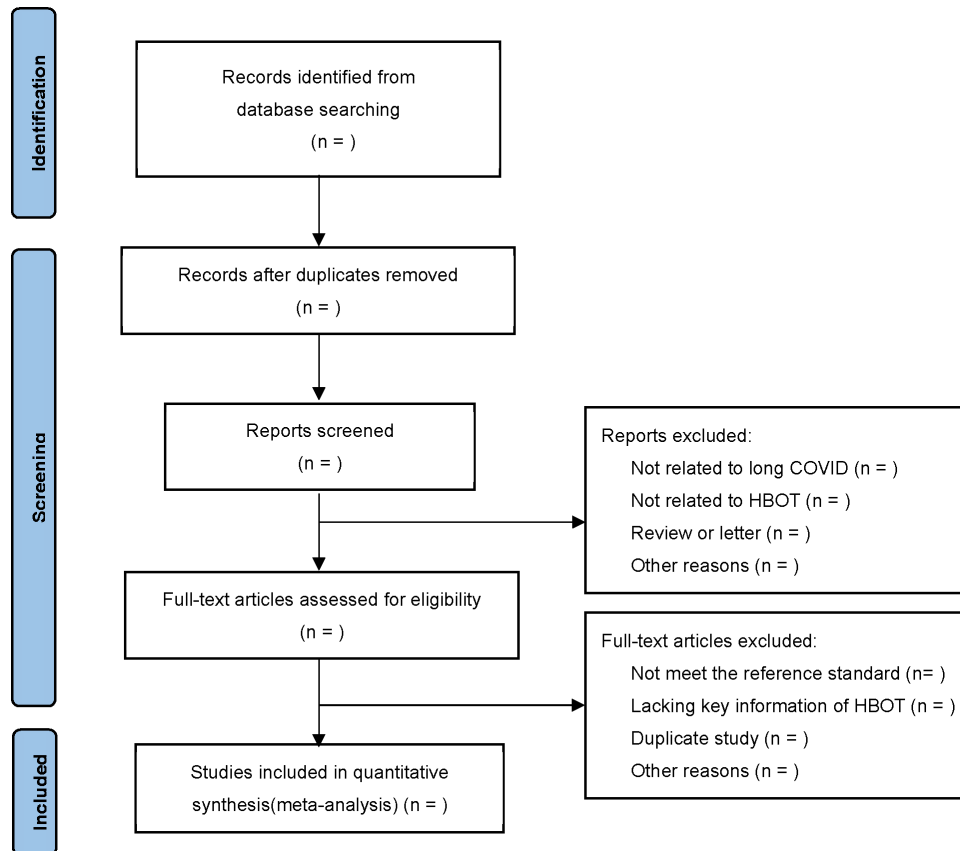 Identification
Records identified from
database searching
(n = )
Screening
Records after duplicates removed
(n = )
Reports screened
(n = )
Reports excluded:
Not related to long COVID (n = )
Not related to HBOT (n = )
Review or letter (n = )
Other reasons (n = )
Full-text articles assessed for eligibility
(n = )
Full-text articles excluded:
Not meet the reference standard (n= )
Lacking key information of HBOT (n = )
Duplicate study (n = )
Other reasons (n = )
Included
Studies included in quantitative
synthesis(meta-analysis) (n = )